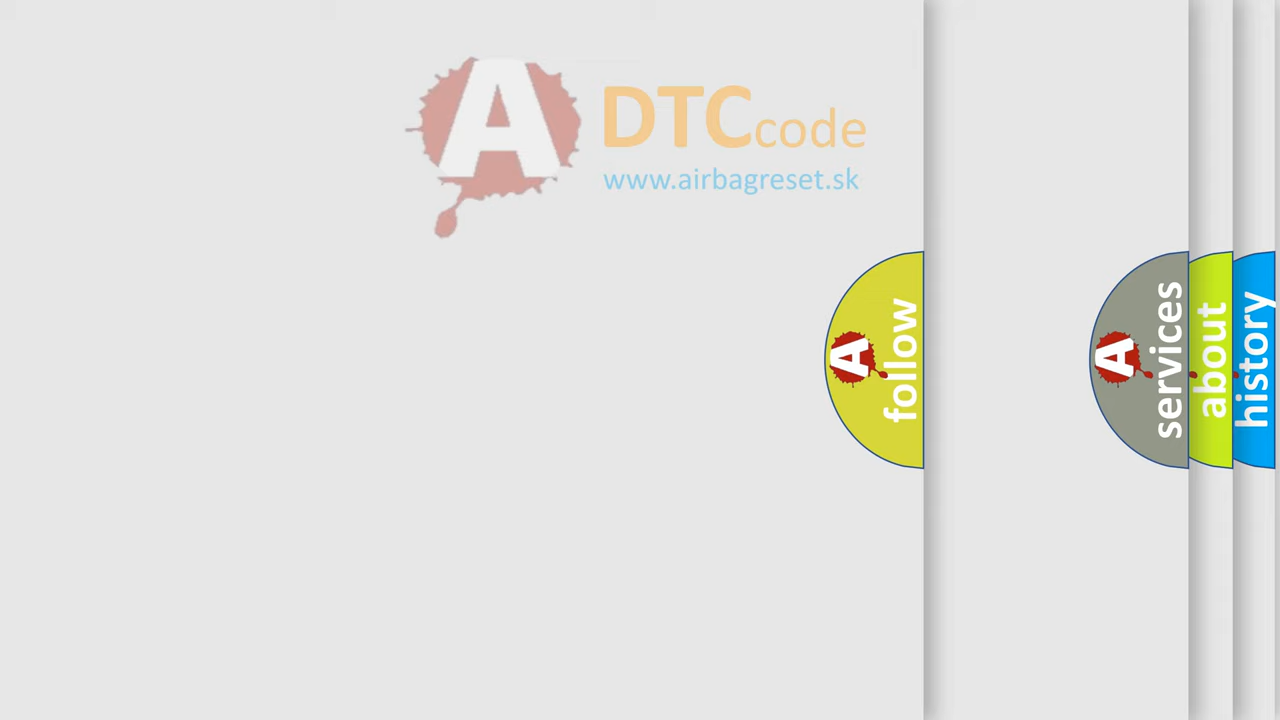 A
DTCcode
www.airbagreset.sk
A follow
A services
about
history